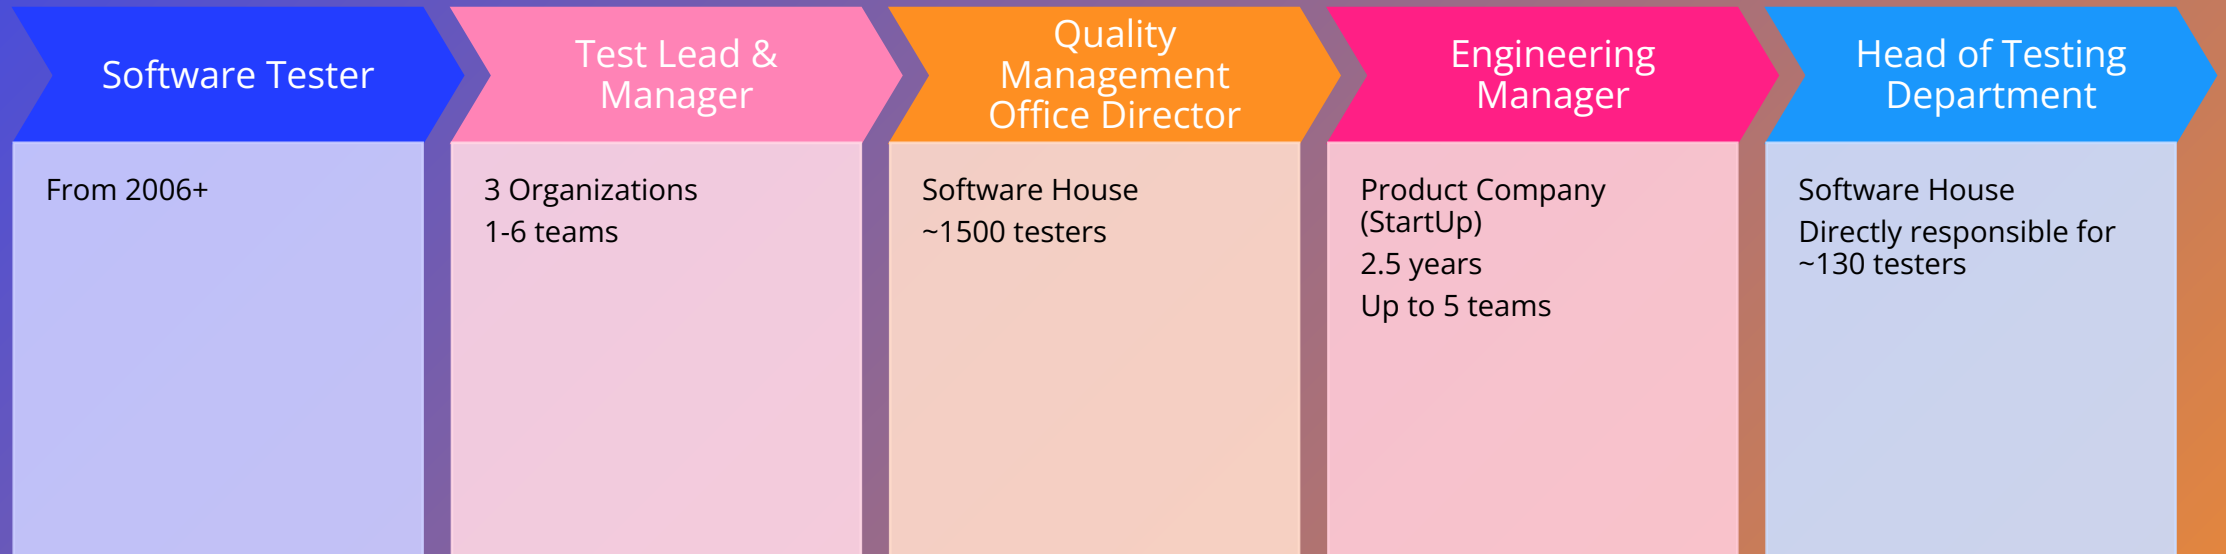 Software Tester
From 2006+
Test Lead &
Manager
3 Organizations
1-6 teams
Quality
Management
Office Director
Software House
~1500 testers
Engineering
Manager
Product Company
(StartUp)
2.5 years
Up to 5 teams
Head of Testing
Department
Software House
Directly responsible for
~130 testers